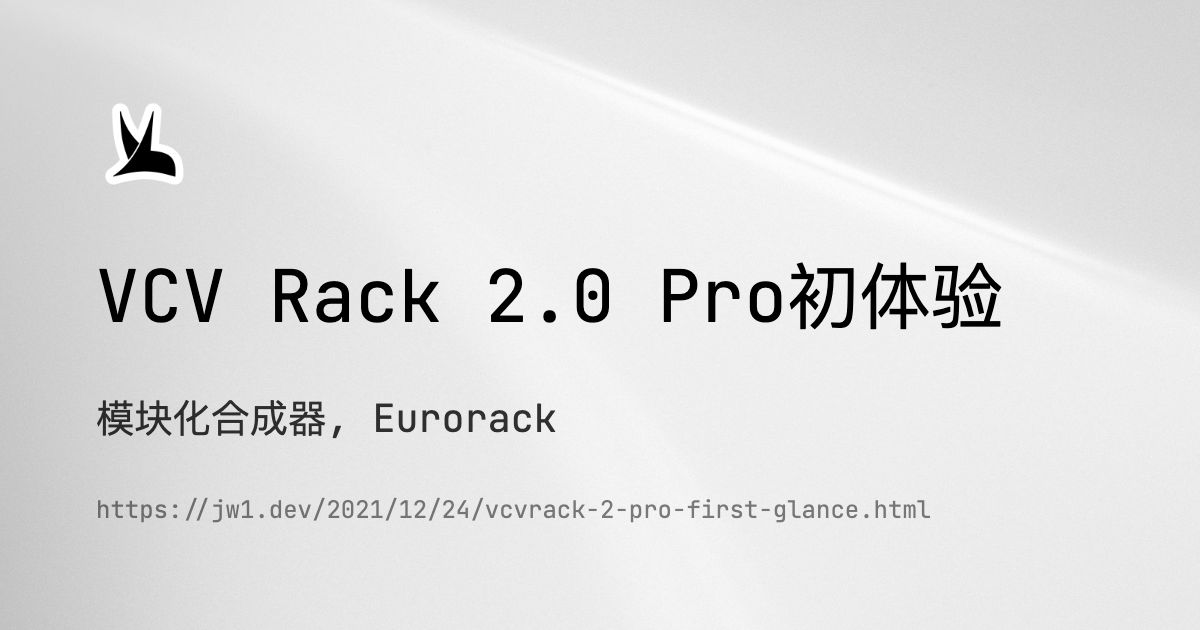 VCV Rack 2.0 Pro初体验
模块化合成器, Eurorack
https://jw1.dev/2021/12/24/vcvrack-2-pro-first-glance.html